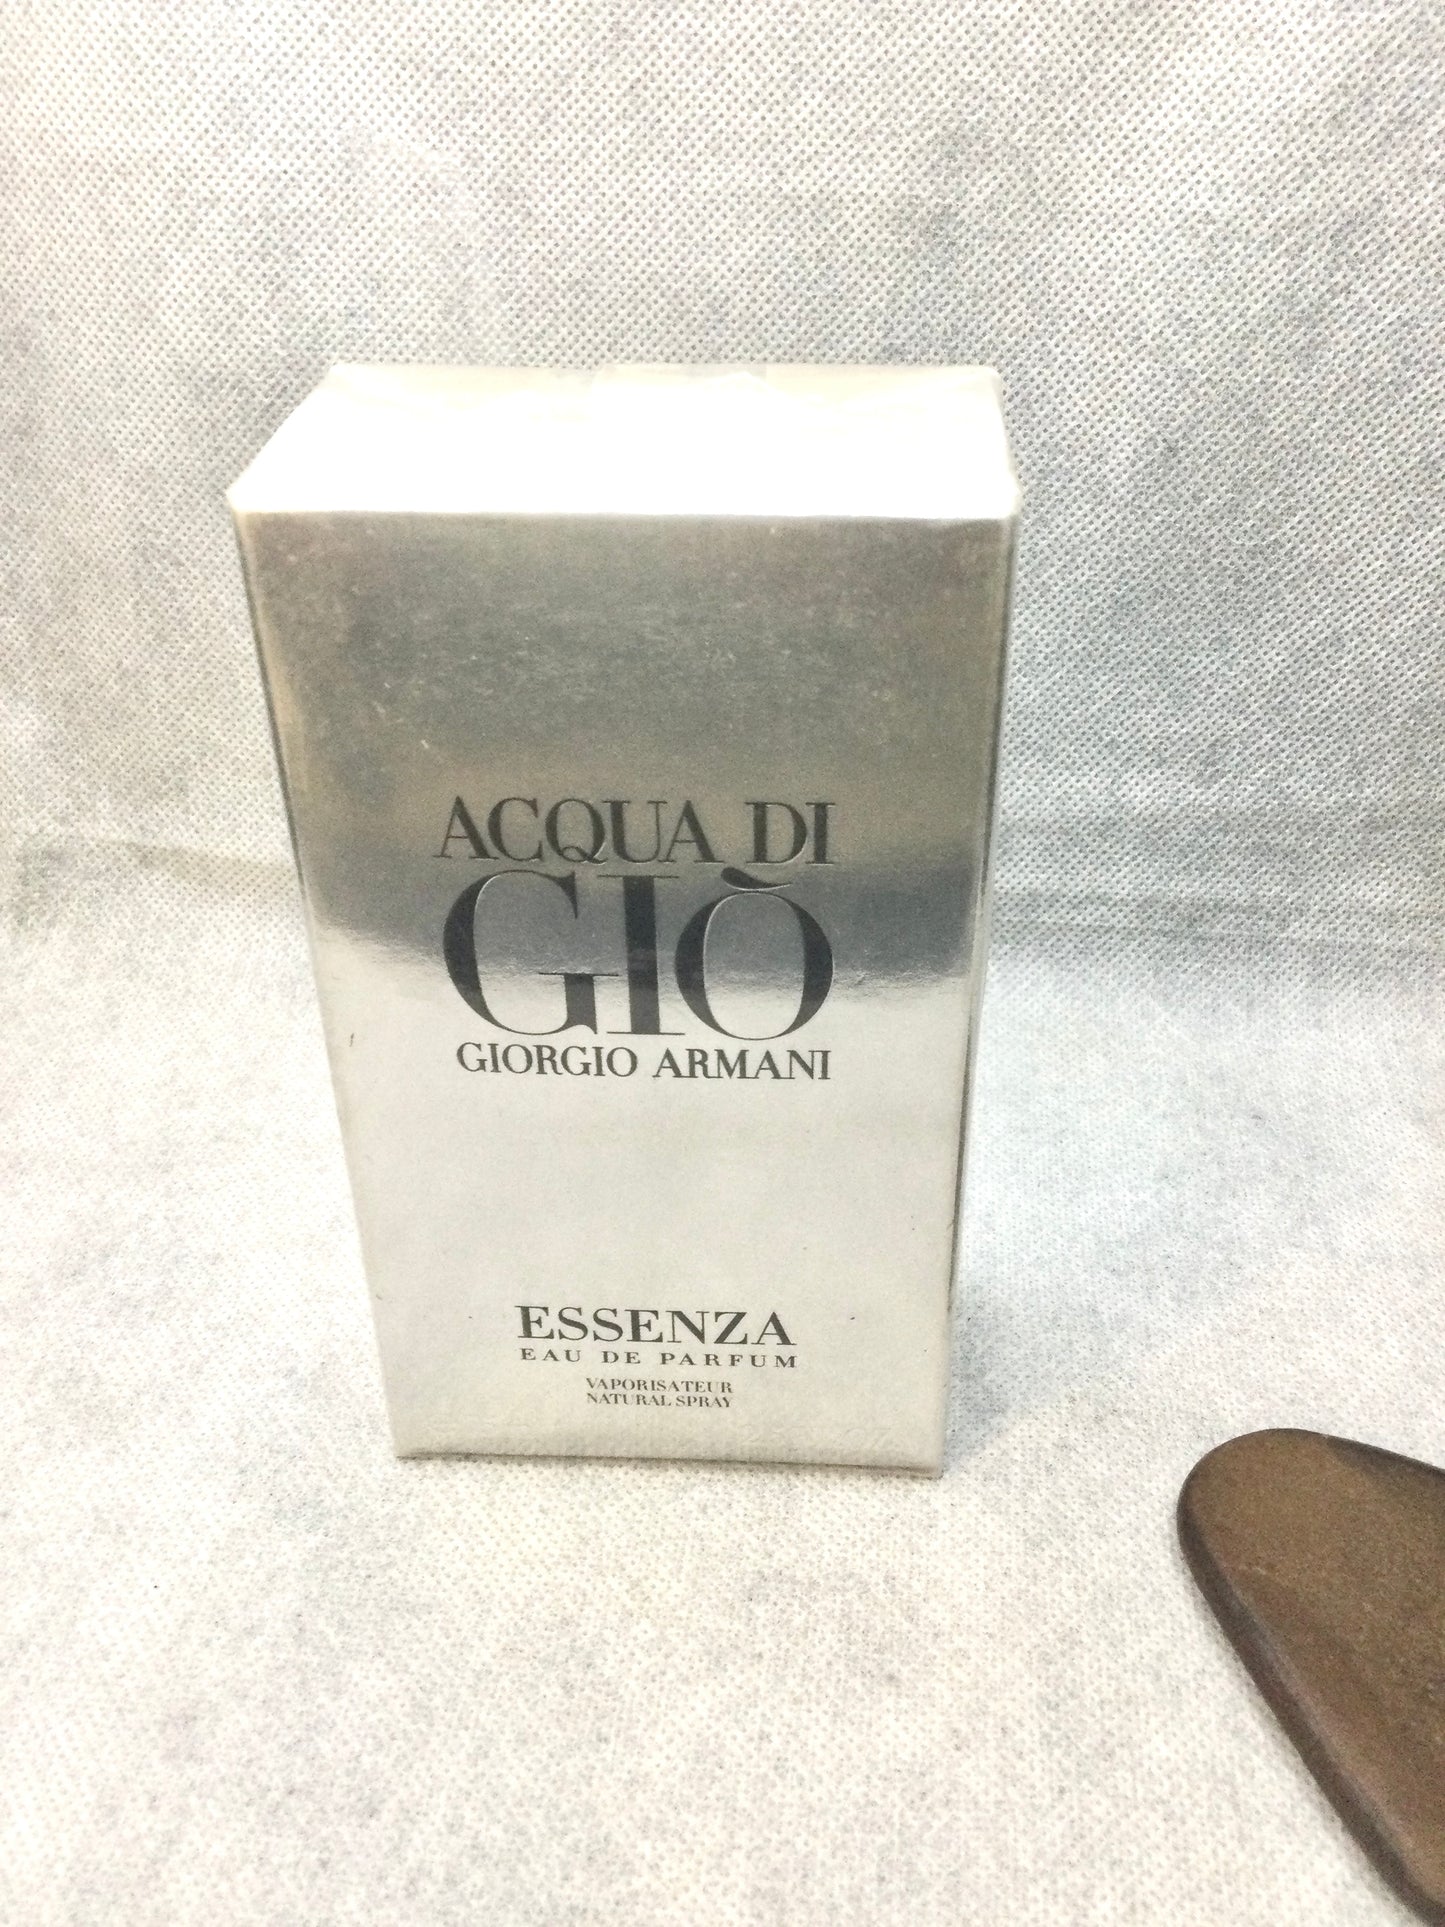 ACQUA DI
GIÒ
GIORGIO ARMANI
ESSENZA
EAU DE PARFUM
VAPORISATEUR
NATURAL SPRAY